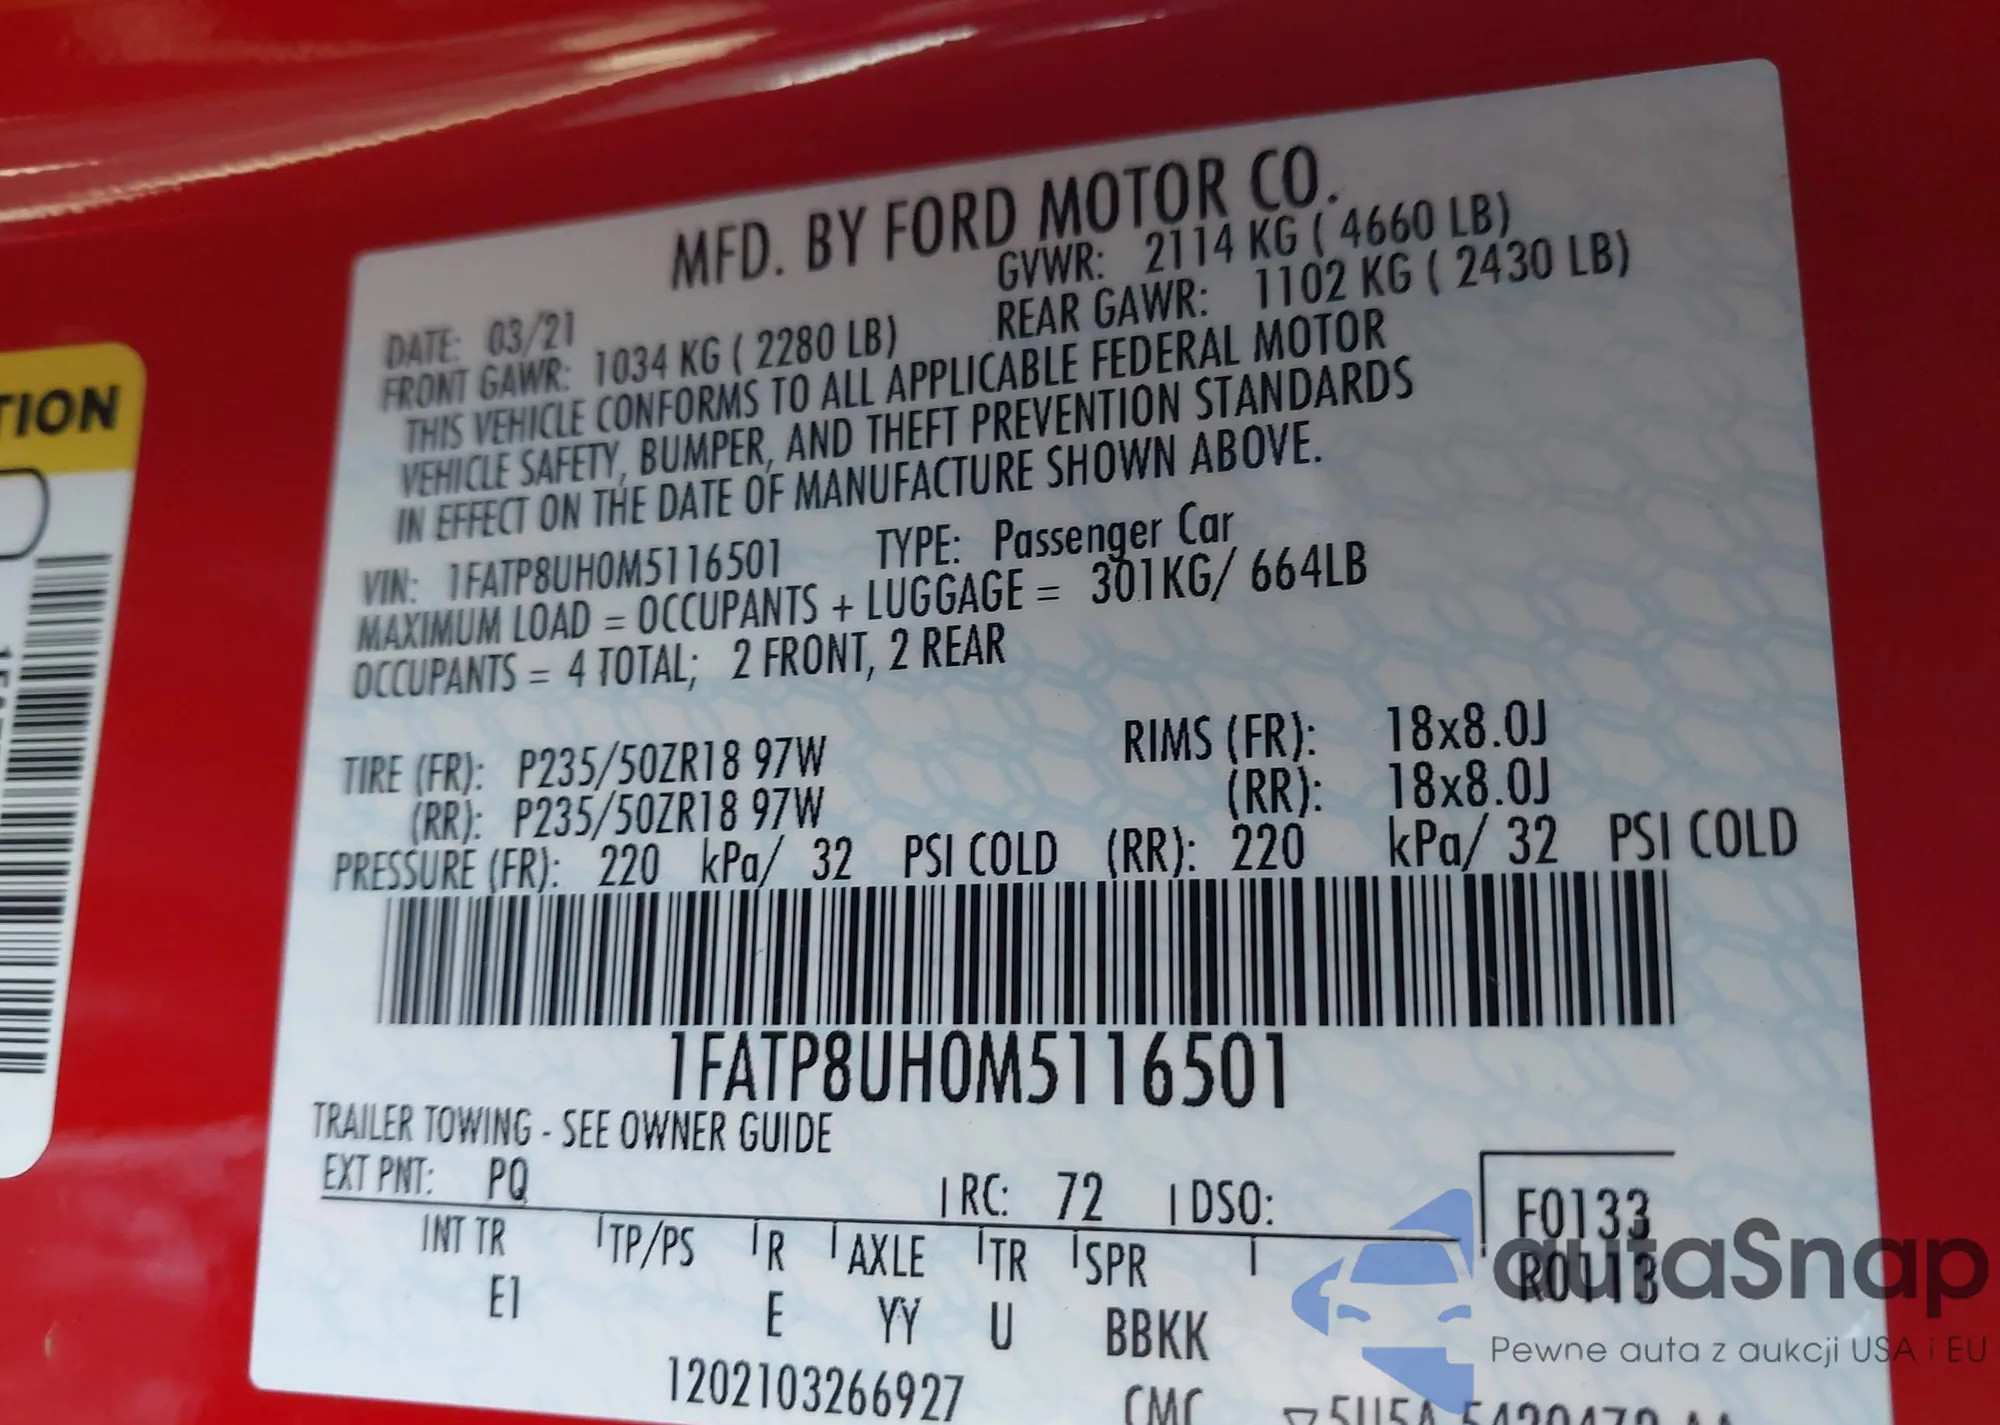 MFD. BY FORD MOTOR CO.
DATE: 03/21 GVWR: 2114 KG ( 4660 LB)
FRONT GAWR: 1034 KG ( 2280 LB) REAR GAWR: 1102 KG ( 2430 LB)
THIS VEHICLE CONFORMS TO ALL APPLICABLE FEDERAL MOTOR
VEHICLE SAFETY, BUMPER, AND THEFT PREVENTION STANDARDS
IN EFFECT ON THE DATE OF MANUFACTURE SHOWN ABOVE.
VIN: 1FATP8UH0M5116501 TYPE: Passenger Car
MAXIMUM LOAD = OCCUPANTS + LUGGAGE = 301KG/ 664LB
OCCUPANTS = 4 TOTAL; 2 FRONT, 2 REAR
TIRE (FR): P235/50ZR18 97W RIMS (FR): 18x8.0J
(RR): P235/50ZR18 97W (RR): 18x8.0J
PRESSURE (FR): 220 kPa/ 32 PSI COLD (RR): 220 kPa/ 32 PSI COLD
1FATP8UH0M5116501
TRAILER TOWING - SEE OWNER GUIDE
EXT PNT: PQ RC: 72 DSO:
F0133
R0113
INT TR TP/PS R AXLE TR SPR
E1 E YY U BBKK
1202103266927
CMC
TION
autaSnap
Pewne auta z aukcji USA i EU